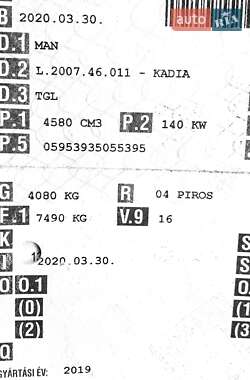 B 2020.03.30.
AUTO RIA
D.1 MAN
D.2 L.2007.46.011 - KADIA
D.3 TGL
P.1 4580 CM3 P.2 140 KW
P.5 05953935055395
G 4080 KG R 04 PIROS
F.1 7490 KG V.9 16
K S
I 2020.03.30. S
O O.1 O.
(0) (1
(2) (3
Q
GYÁRTÁSI ÉV: 2019